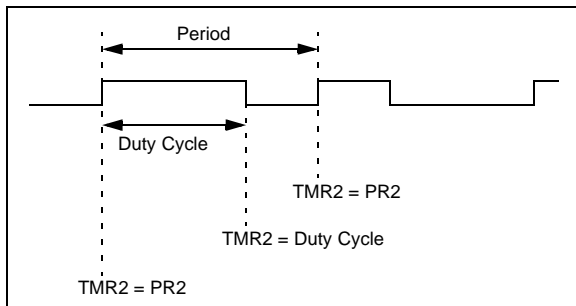 Period
Duty Cycle
TMR2 = PR2
TMR2 = Duty Cycle
TMR2 = PR2